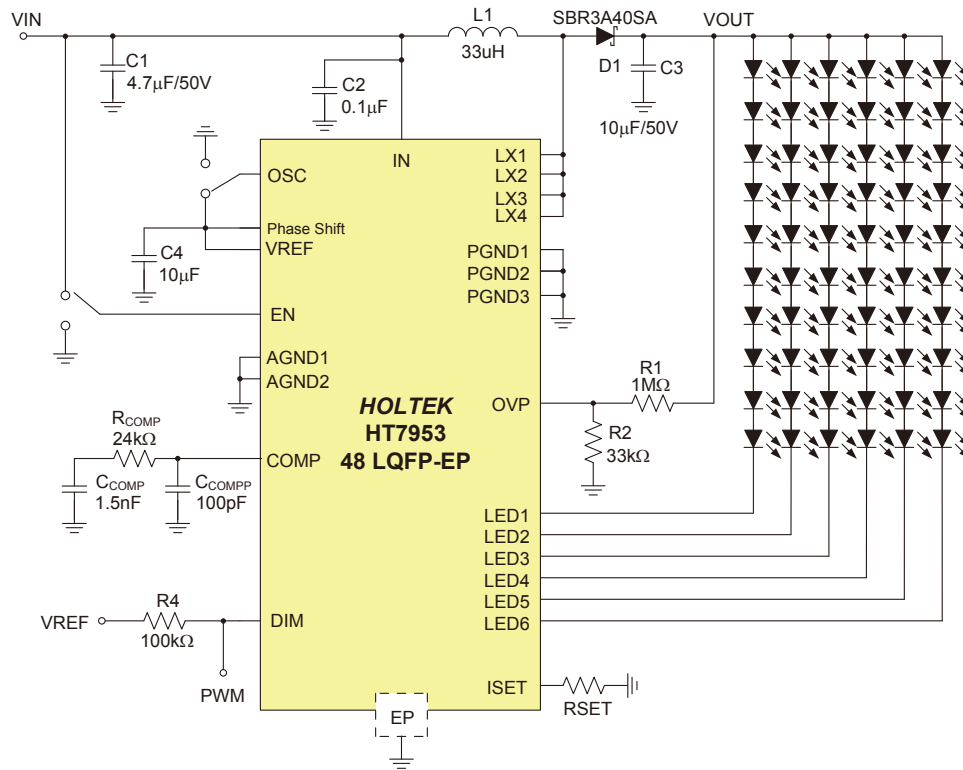 VIN
L1
33uH
SBR3A40SA
D1
VOUT
C1
4.7μF/50V
C2
0.1μF
C3
10μF/50V
IN
OSC
Phase Shift
VREF
C4
10μF
EN
AGND1
AGND2
LX1
LX2
LX3
LX4
PGND1
PGND2
PGND3
HOLTEK
HT7953
48 LQFP-EP
OVP
R1
1MΩ
R2
33kΩ
RCOMP
24kΩ
COMP
CCOMP
1.5nF
CCOMPP
100pF
LED1
LED2
LED3
LED4
LED5
LED6
VREF
R4
100kΩ
DIM
PWM
ISET
RSET
EP